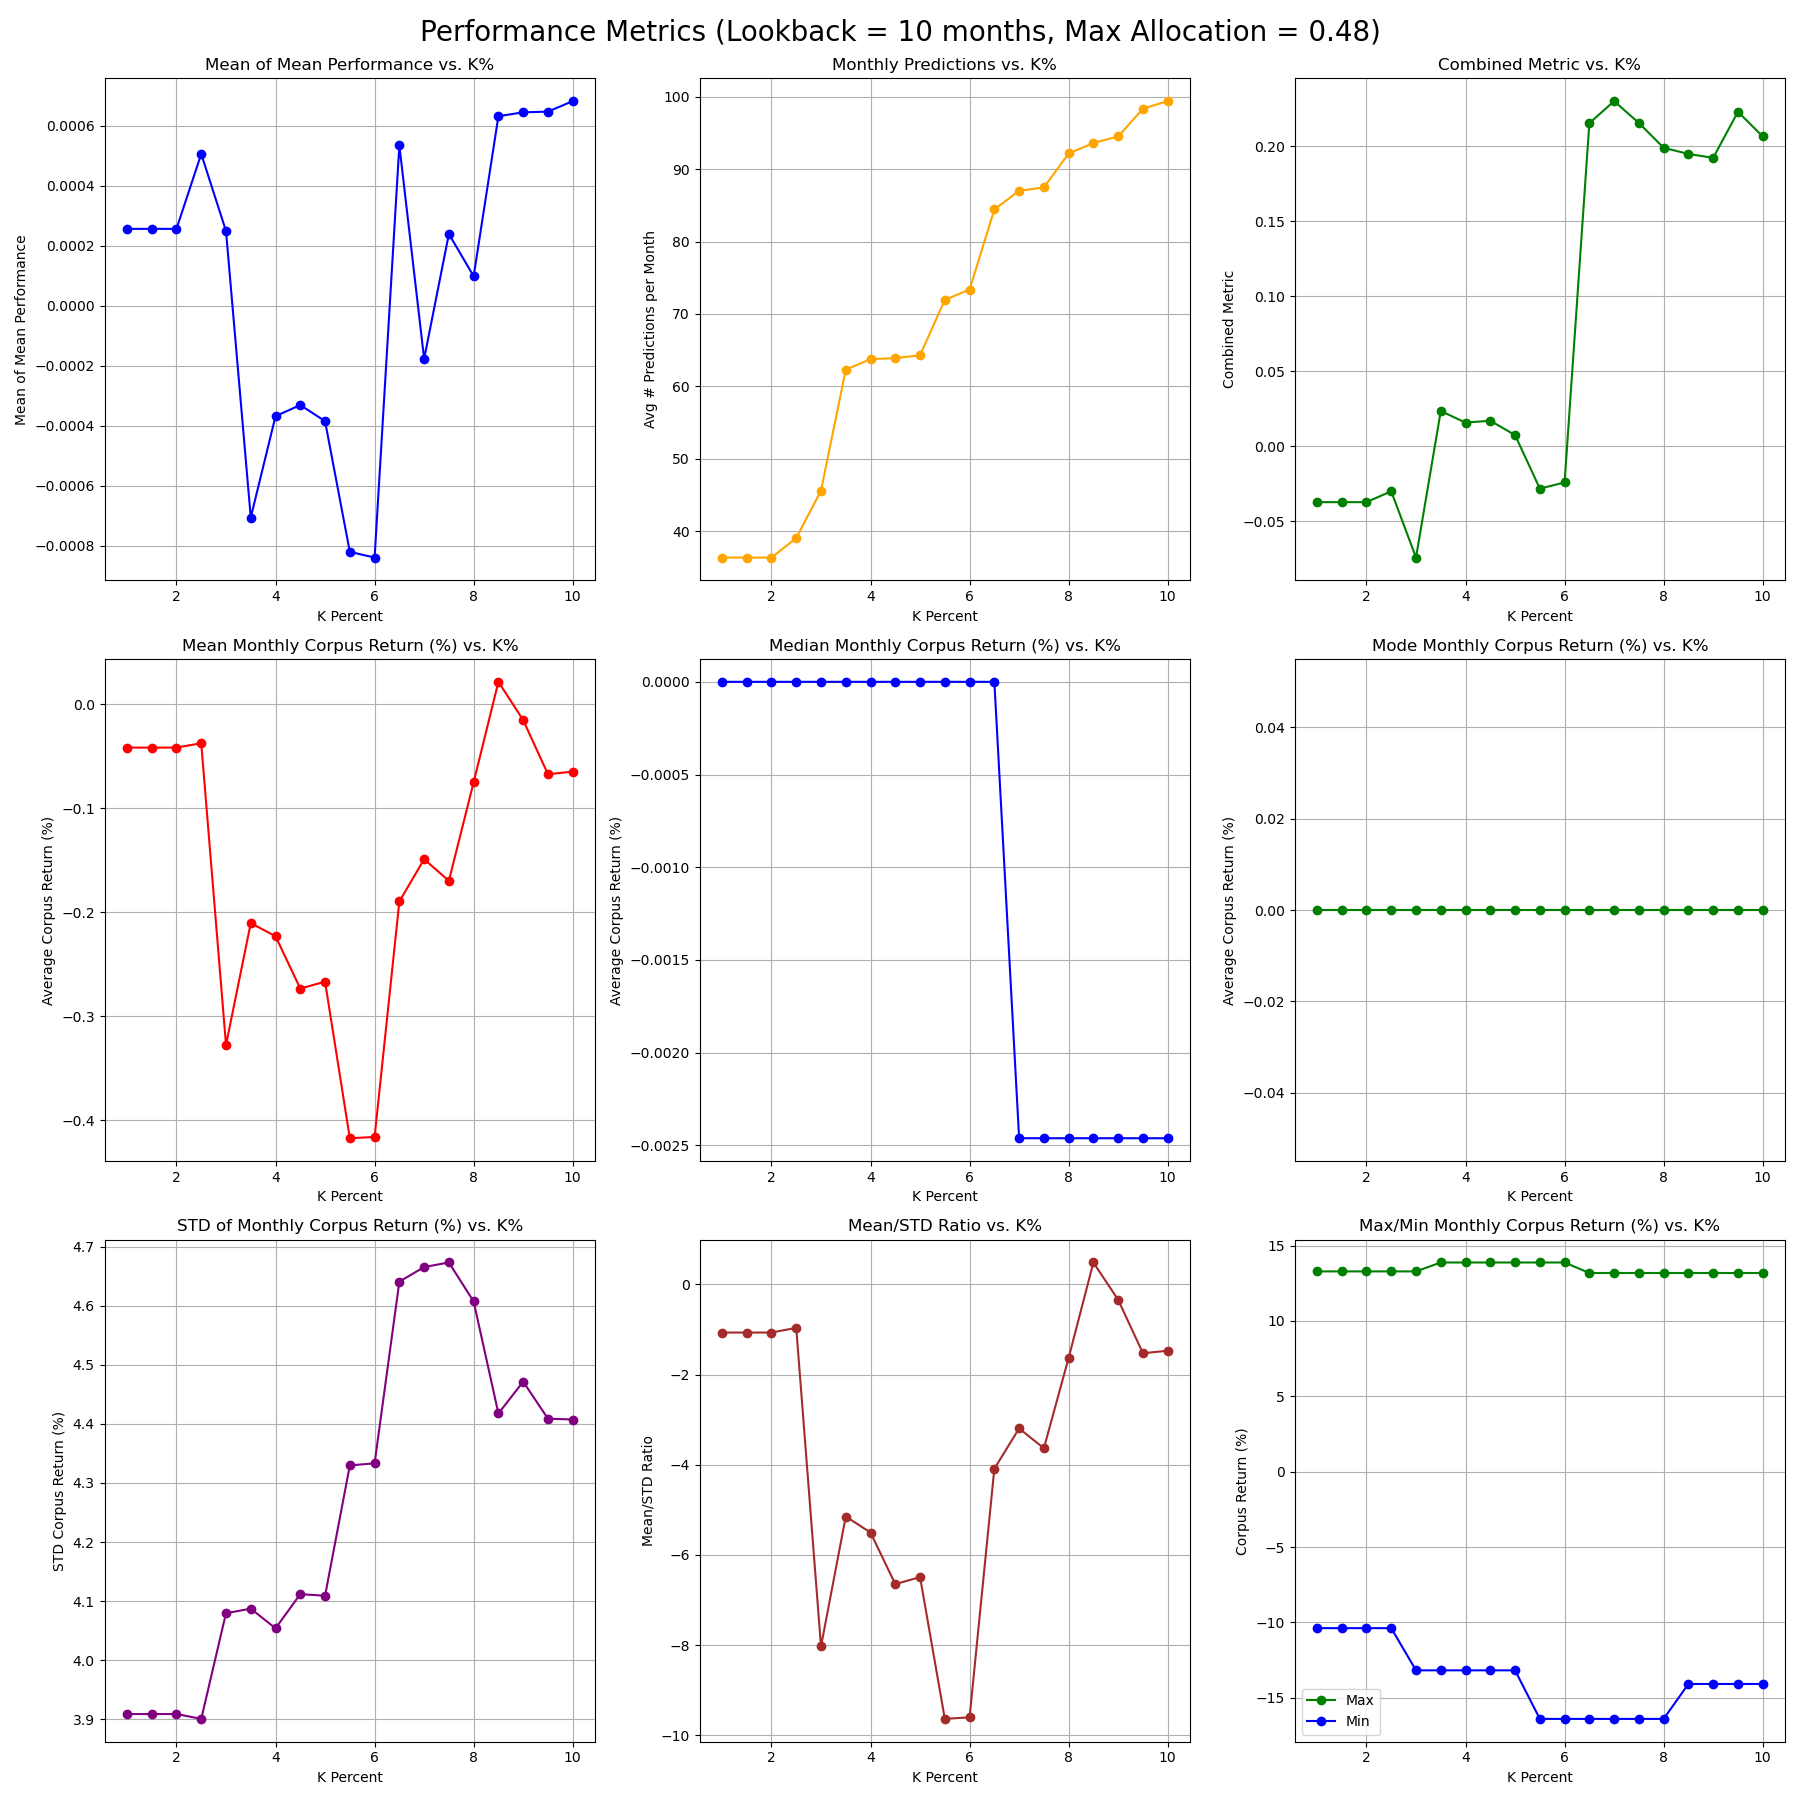 Performance Metrics (Lookback = 10 months, Max Allocation = 0.48)
Mean of Mean Performance vs. K%
Mean of Mean Performance
0.0006
0.0004
0.0002
0.0000
−0.0002
−0.0004
−0.0006
−0.0008
2 4 6 8 10
K Percent
Monthly Predictions vs. K%
Avg # Predictions per Month
100
90
80
70
60
50
40
2 4 6 8 10
K Percent
Combined Metric vs. K%
Combined Metric
0.20
0.15
0.10
0.05
0.00
−0.05
2 4 6 8 10
K Percent
Mean Monthly Corpus Return (%) vs. K%
Average Corpus Return (%)
0.0
−0.1
−0.2
−0.3
−0.4
2 4 6 8 10
K Percent
Median Monthly Corpus Return (%) vs. K%
Average Corpus Return (%)
0.0000
−0.0005
−0.0010
−0.0015
−0.0020
−0.0025
2 4 6 8 10
K Percent
Mode Monthly Corpus Return (%) vs. K%
Average Corpus Return (%)
0.04
0.02
0.00
−0.02
−0.04
2 4 6 8 10
K Percent
STD of Monthly Corpus Return (%) vs. K%
STD Corpus Return (%)
4.7
4.6
4.5
4.4
4.3
4.2
4.1
4.0
3.9
2 4 6 8 10
K Percent
Mean/STD Ratio vs. K%
Mean/STD Ratio
0
−2
−4
−6
−8
−10
2 4 6 8 10
K Percent
Max/Min Monthly Corpus Return (%) vs. K%
Corpus Return (%)
15
10
5
0
−5
−10
−15
Max
Min
2 4 6 8 10
K Percent